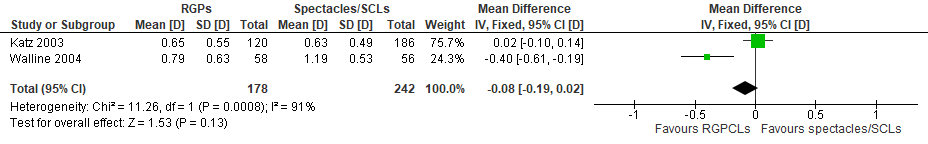 RGPs Spectacles/SCLs Mean Difference Mean Difference
Study or Subgroup Mean [D] SD [D] Total Mean [D] SD [D] Total Weight IV, Fixed, 95% CI [D] IV, Fixed, 95% CI [D]
Katz 2003 0.65 0.55 120 0.63 0.49 186 75.7% 0.02 [-0.10, 0.14]
Walline 2004 0.79 0.63 58 1.19 0.53 56 24.3% -0.40 [-0.61, -0.19]
Total (95% CI) 178 242 100.0% -0.08 [-0.19, 0.02]
Heterogeneity: Chi² = 11.26, df = 1 (P = 0.0008); I² = 91%
Test for overall effect: Z = 1.53 (P = 0.13)
-1 -0.5 0 0.5 1
Favours RGPCLs Favours spectacles/SCLs